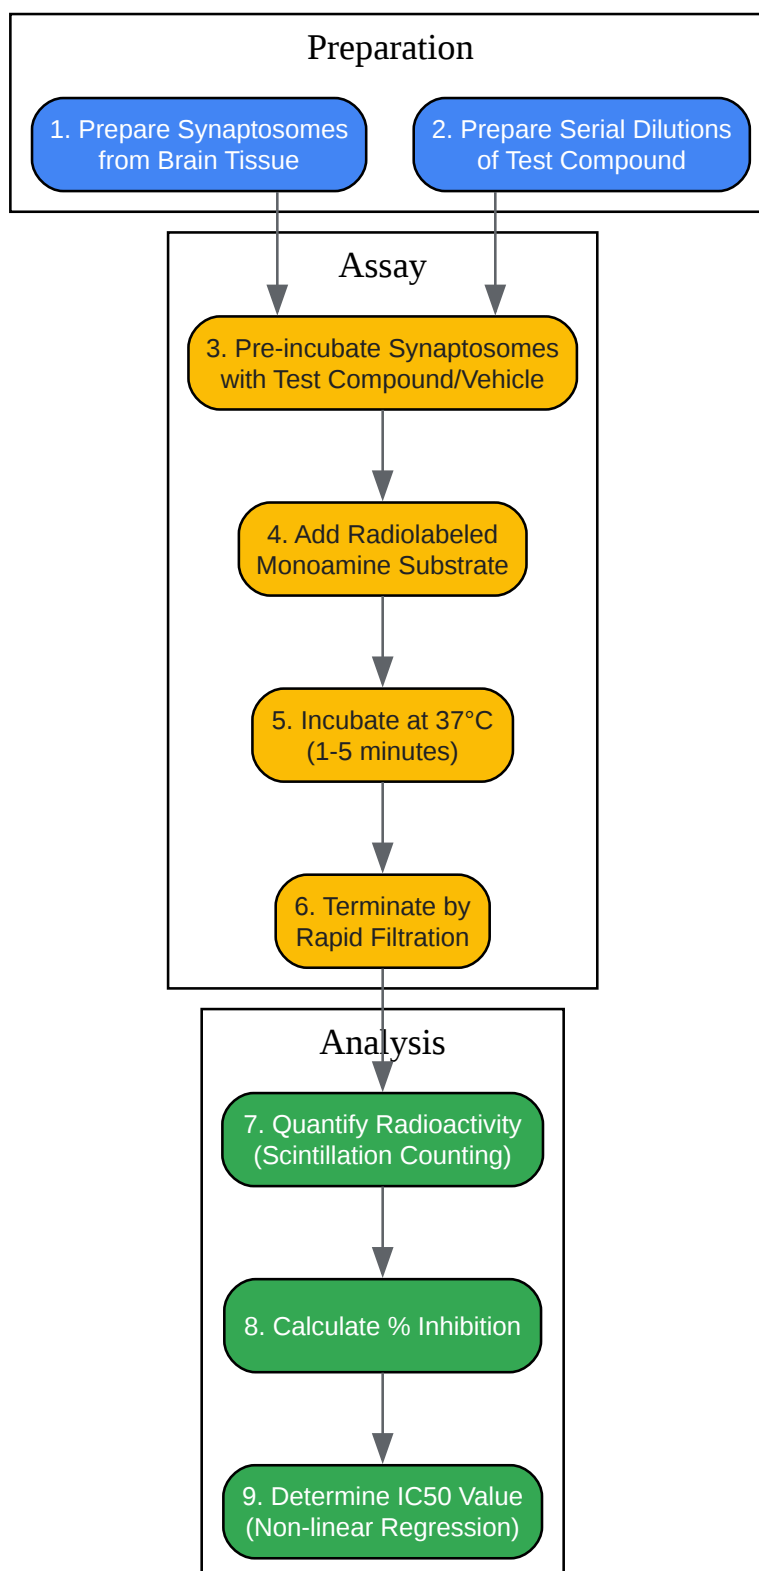 Preparation
1. Prepare Synaptosomes
from Brain Tissue
2. Prepare Serial Dilutions
of Test Compound
Assay
3. Pre-incubate Synaptosomes
with Test Compound/Vehicle
4. Add Radiolabeled
Monoamine Substrate
5. Incubate at 37°C
(1-5 minutes)
6. Terminate by
Rapid Filtration
Analysis
7. Quantify Radioactivity
(Scintillation Counting)
8. Calculate % Inhibition
9. Determine IC50 Value
(Non-linear Regression)